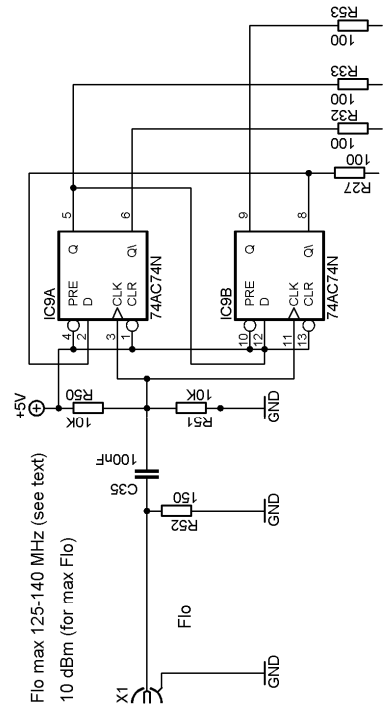 Flo max 125-140 MHz (see text)
10 dBm (for max Flo)
X1
Flo
GND
R52
150
GND
C35
100nF
+5V
R50
10K
R51
10K
GND
IC9A
4
PRE
2
D
3
CLK
1
CLR
Q
5
Q\
6
74AC74N
IC9B
10
PRE
12
D
11
CLK
13
CLR
Q
9
Q\
8
74AC74N
R53
100
R33
100
R32
100
R27
100